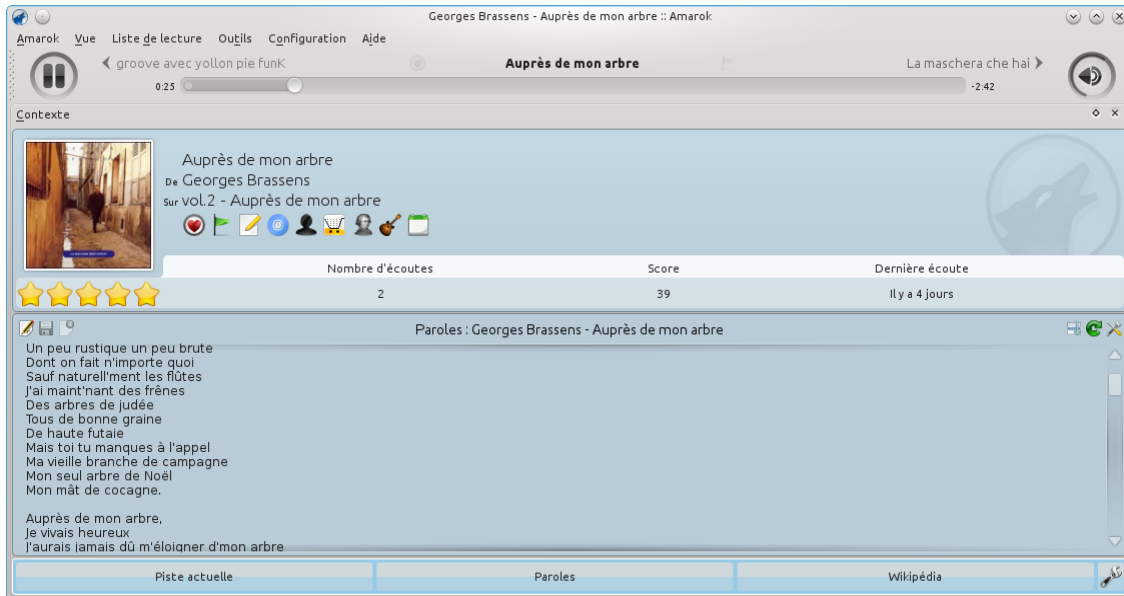 Georges Brassens - Auprès de mon arbre :: Amarok
Amarok Vue Liste de lecture Outils Configuration Aide
groove avec yollon pie funK Auprès de mon arbre La maschera che hai
0:25 -2:42
Contexte
Auprès de mon arbre
De Georges Brassens
Sur vol.2 - Auprès de mon arbre
Nombre d'écoutes Score Dernière écoute
2 39 Il y a 4 jours
Paroles : Georges Brassens - Auprès de mon arbre
Un peu rustique un peu brute
Dont on fait n'importe quoi
Sauf naturell'ment les flûtes
J'ai maint'nant des frênes
Des arbres de judée
Tous de bonne graine
De haute futaie
Mais toi tu manques à l'appel
Ma vieille branche de campagne
Mon seul arbre de Noël
Mon mât de cocagne.
Auprès de mon arbre,
Je vivais heureux
J'aurais jamais dû m'éloigner d'mon arbre
Piste actuelle Paroles Wikipédia